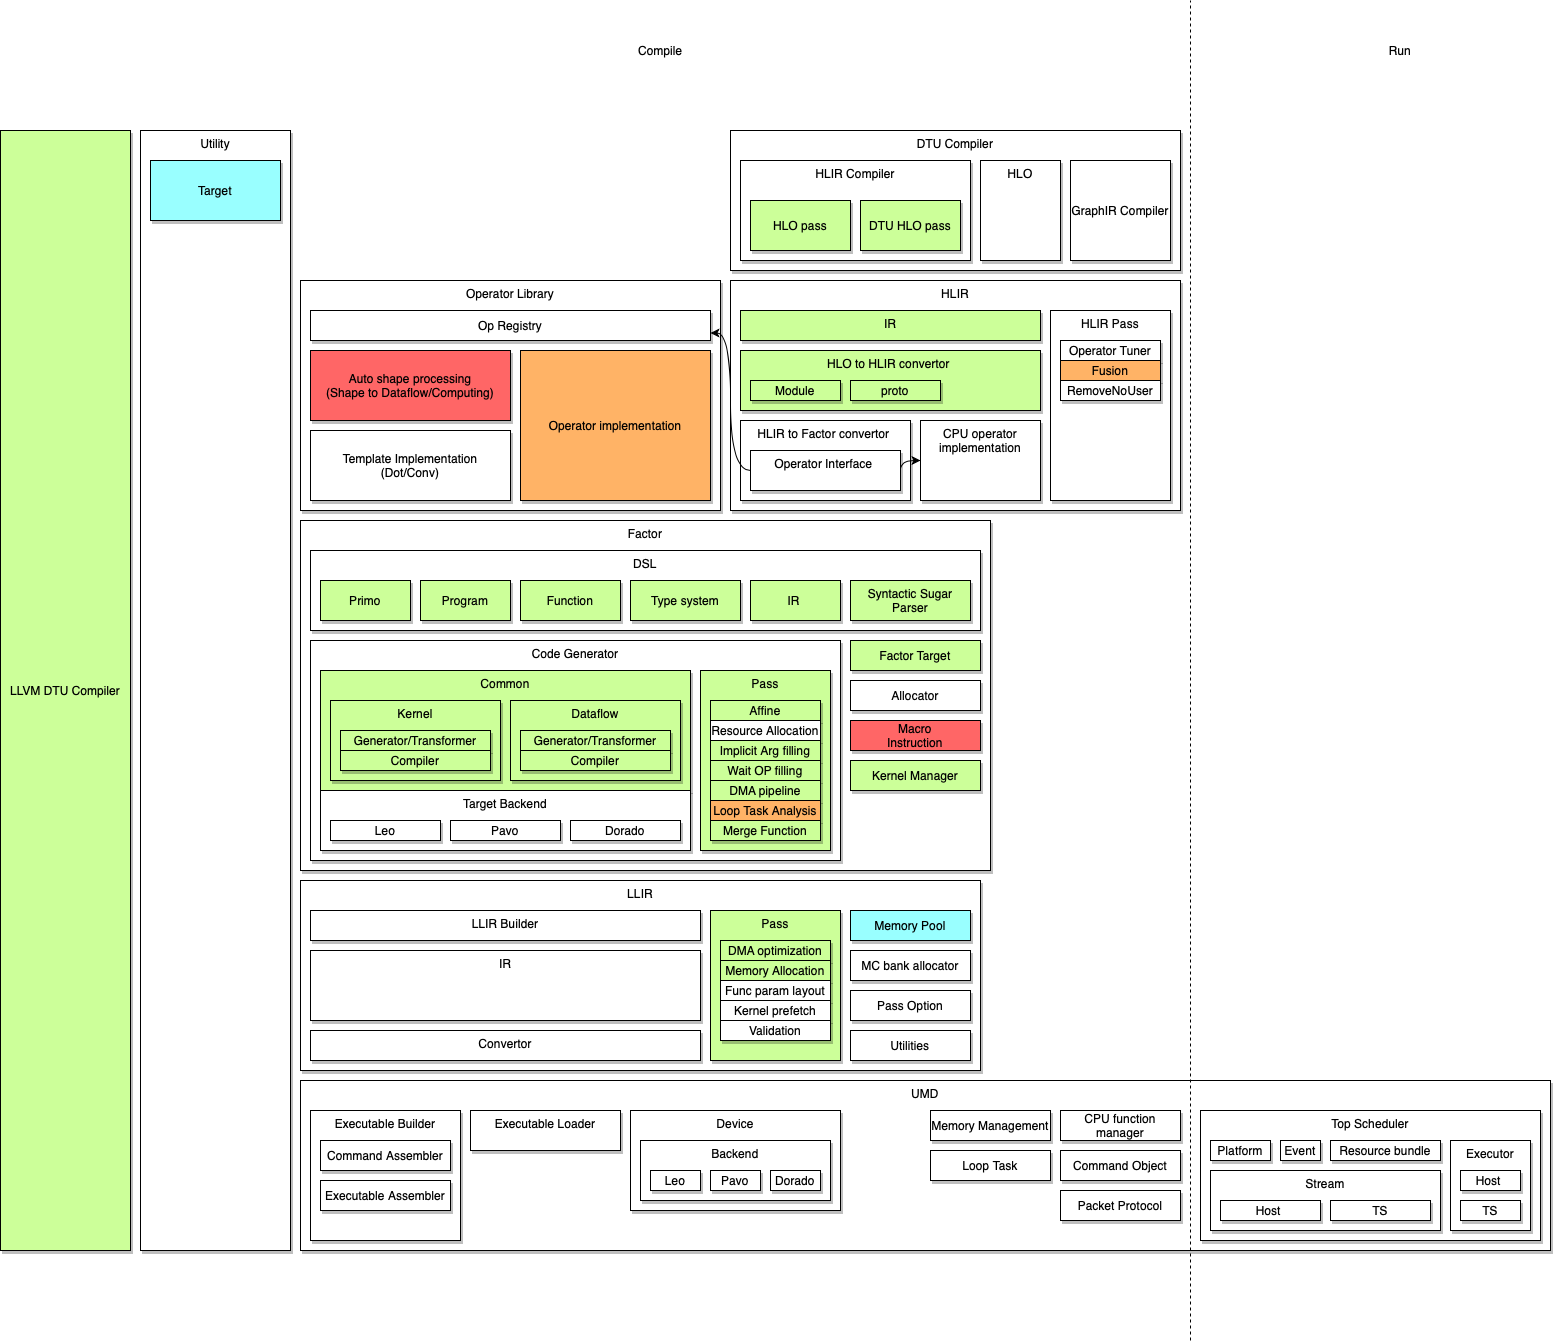 Compile
Run
LLVM DTU Compiler
Utility
Target
DTU Compiler
HLIR Compiler
HLO pass
DTU HLO pass
HLO
GraphIR Compiler
Operator Library
Op Registry
Auto shape processing
(Shape to Dataflow/Computing)
Template Implementation
(Dot/Conv)
Operator implementation
HLIR
IR
HLO to HLIR convertor
Module
proto
HLIR to Factor convertor
Operator Interface
CPU operator
implementation
HLIR Pass
Operator Tuner
Fusion
RemoveNoUser
Factor
DSL
Primo
Program
Function
Type system
IR
Syntactic Sugar
Parser
Code Generator
Common
Kernel
Generator/Transformer
Compiler
Dataflow
Generator/Transformer
Compiler
Target Backend
Leo
Pavo
Dorado
Pass
Affine
Resource Allocation
Implicit Arg filling
Wait OP filling
DMA pipeline
Loop Task Analysis
Merge Function
Factor Target
Allocator
Macro
Instruction
Kernel Manager
LLIR
LLIR Builder
IR
Convertor
Pass
DMA optimization
Memory Allocation
Func param layout
Kernel prefetch
Validation
Memory Pool
MC bank allocator
Pass Option
Utilities
UMD
Executable Builder
Command Assembler
Executable Assembler
Executable Loader
Device
Backend
Leo
Pavo
Dorado
Memory Management
Loop Task
CPU function
manager
Command Object
Packet Protocol
Top Scheduler
Platform
Event
Resource bundle
Stream
Host
TS
Executor
Host
TS